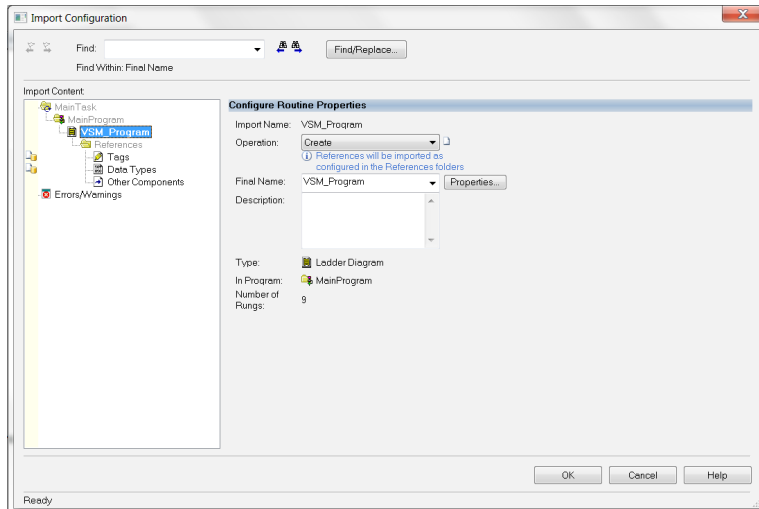 Import Configuration
Find:
Find/Replace...
Find Within: Final Name
Import Content:
MainTask
MainProgram
VSM_Program
References
Tags
Data Types
Other Components
Errors/Warnings
Configure Routine Properties
Import Name: VSM_Program
Operation: Create
References will be imported as
configured in the References folders
Final Name: VSM_Program Properties...
Description:
Type: Ladder Diagram
In Program: MainProgram
Number of
Rungs: 9
OK Cancel Help
Ready